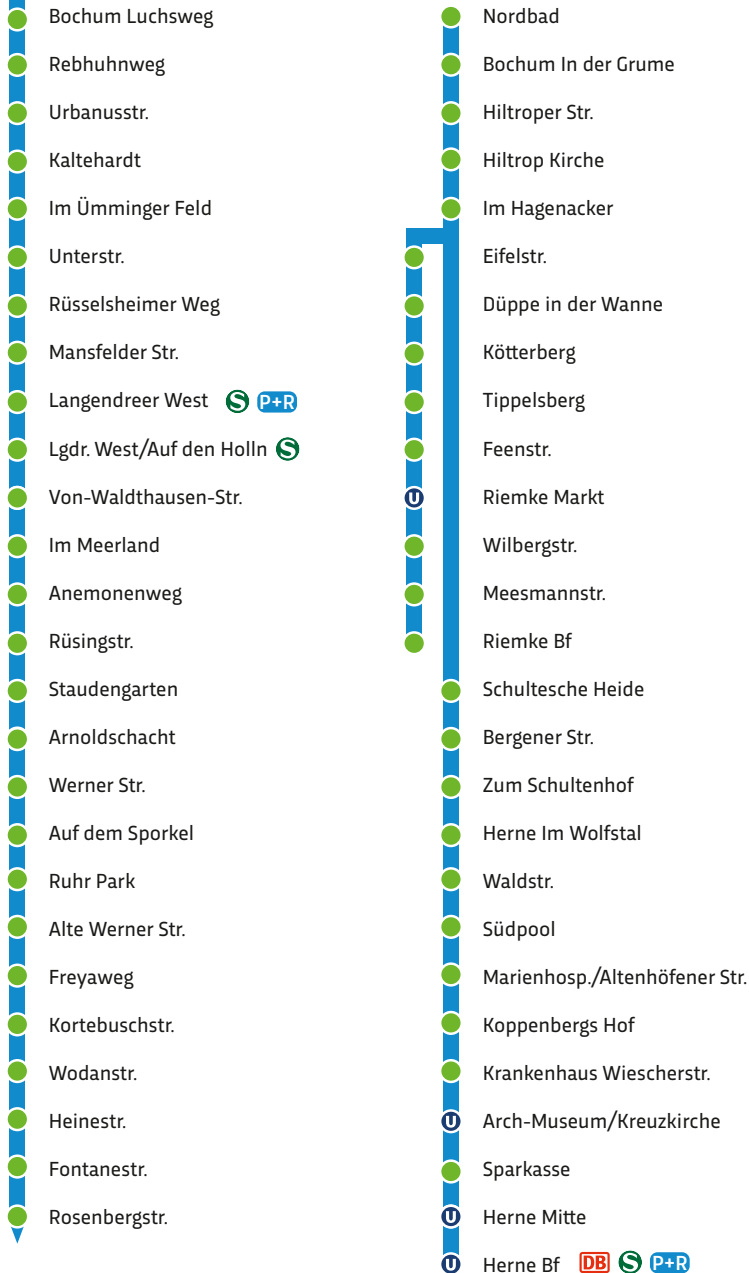 Bochum Luchsweg
Rebhuhnweg
Urbanusstr.
Kaltehardt
Im Ümminger Feld
Unterstr.
Rüsselsheimer Weg
Mansfelder Str.
Langendreer West S P+R
Lgdr. West/Auf den Holln S
Von-Waldthausen-Str.
Im Meerland
Anemonenweg
Rüsingstr.
Staudengarten
Arnoldschacht
Werner Str.
Auf dem Sporkel
Ruhr Park
Alte Werner Str.
Freyaweg
Kortebuschstr.
Wodanstr.
Heinestr.
Fontanestr.
Rosenbergstr.
Nordbad
Bochum In der Grume
Hiltroper Str.
Hiltrop Kirche
Im Hagenacker
Eifelstr.
Düppe in der Wanne
Kötterberg
Tippelsberg
Feenstr.
U Riemke Markt
Wilbergstr.
Meesmannstr.
Riemke Bf
Schultesche Heide
Bergener Str.
Zum Schultenhof
Herne Im Wolfstal
Waldstr.
Südpool
Marienhosp./Altenhöfener Str.
Koppenbergs Hof
Krankenhaus Wiescherstr.
U Arch-Museum/Kreuzkirche
Sparkasse
U Herne Mitte
U Herne Bf DB S P+R